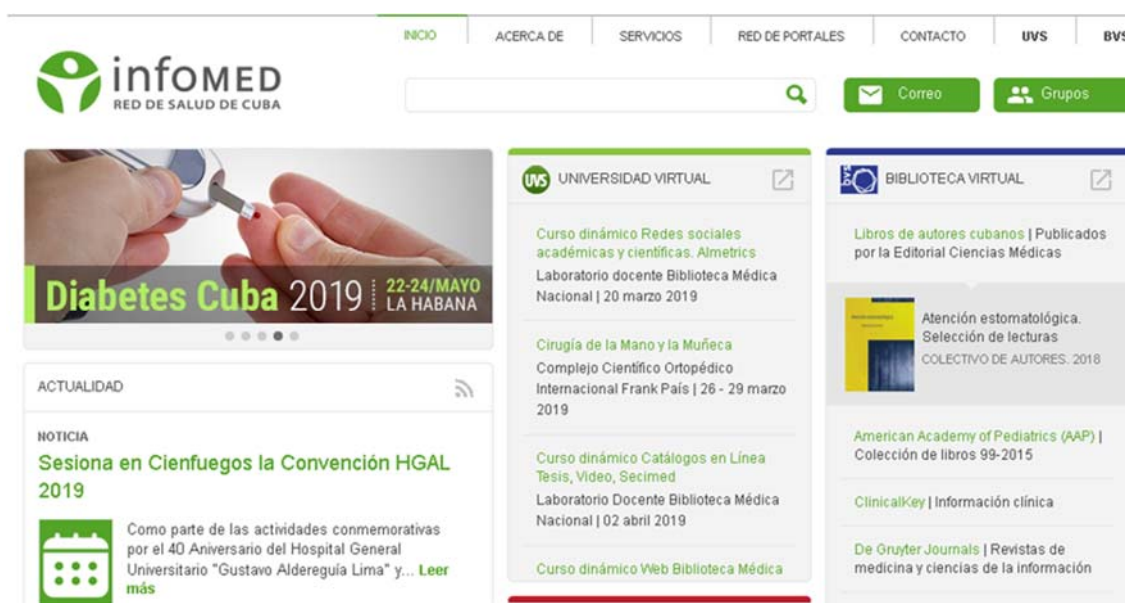 INICIO
ACERCA DE
SERVICIOS
RED DE PORTALES
CONTACTO
UVS
BVS
infOMED
RED DE SALUD DE CUBA
Correo
Grupos
Diabetes Cuba 2019
22-24/MAYO
LA HABANA
ACTUALIDAD
NOTICIA
Sesiona en Cienfuegos la Convención HGAL
2019
Como parte de las actividades conmemorativas
por el 40 Aniversario del Hospital General
Universitario "Gustavo Aldereguía Lima" y... Leer
más
UVS
UNIVERSIDAD VIRTUAL
Curso dinámico Redes sociales
académicas y científicas. Almetrics
Laboratorio docente Biblioteca Médica
Nacional | 20 marzo 2019
Cirugía de la Mano y la Muñeca
Complejo Científico Ortopédico
Internacional Frank País | 26 - 29 marzo
2019
Curso dinámico Catálogos en Línea
Tesis, Video, Secimed
Laboratorio Docente Biblioteca Médica
Nacional | 02 abril 2019
Curso dinámico Web Biblioteca Médica
bvs
BIBLIOTECA VIRTUAL
Libros de autores cubanos | Publicados
por la Editorial Ciencias Médicas
Atención estomatológica.
Selección de lecturas
COLECTIVO DE AUTORES. 2018
American Academy of Pediatrics (AAP) |
Colección de libros 99-2015
ClinicalKey | Información clínica
De Gruyter Journals | Revistas de
medicina y ciencias de la información